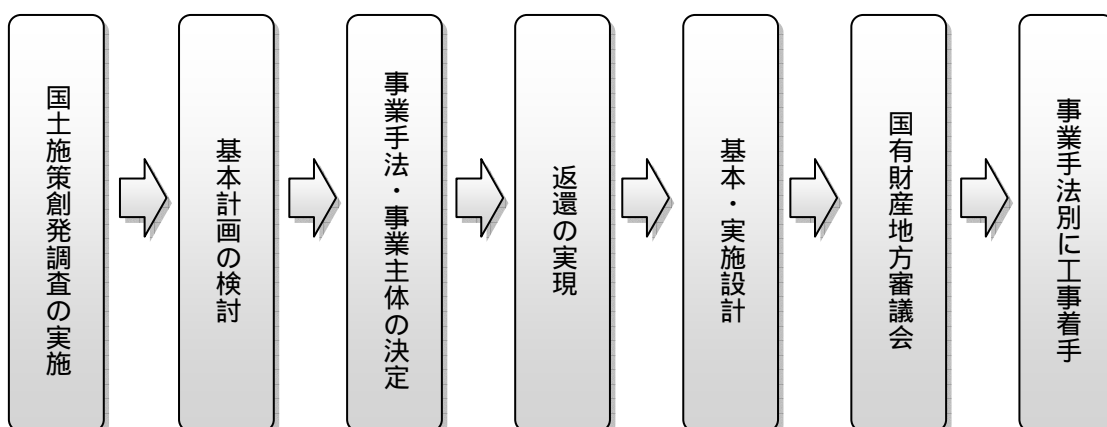 国土施策創発調査の実施
基本計画の検討
事業手法・事業主体の決定
返還の実現
基本・実施設計
国有財産地方審議会
事業手法別に工事着手